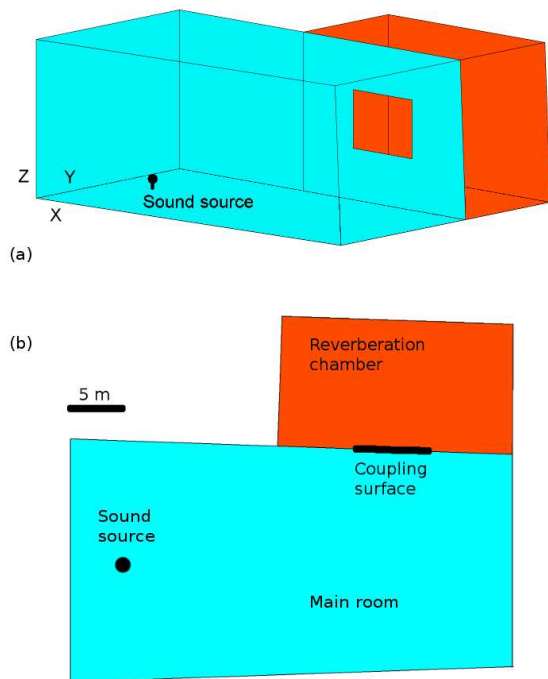 Z
Y
X
Sound source
(a)
(b)
Reverberation
chamber
5 m
Coupling
surface
Sound
source
Main room